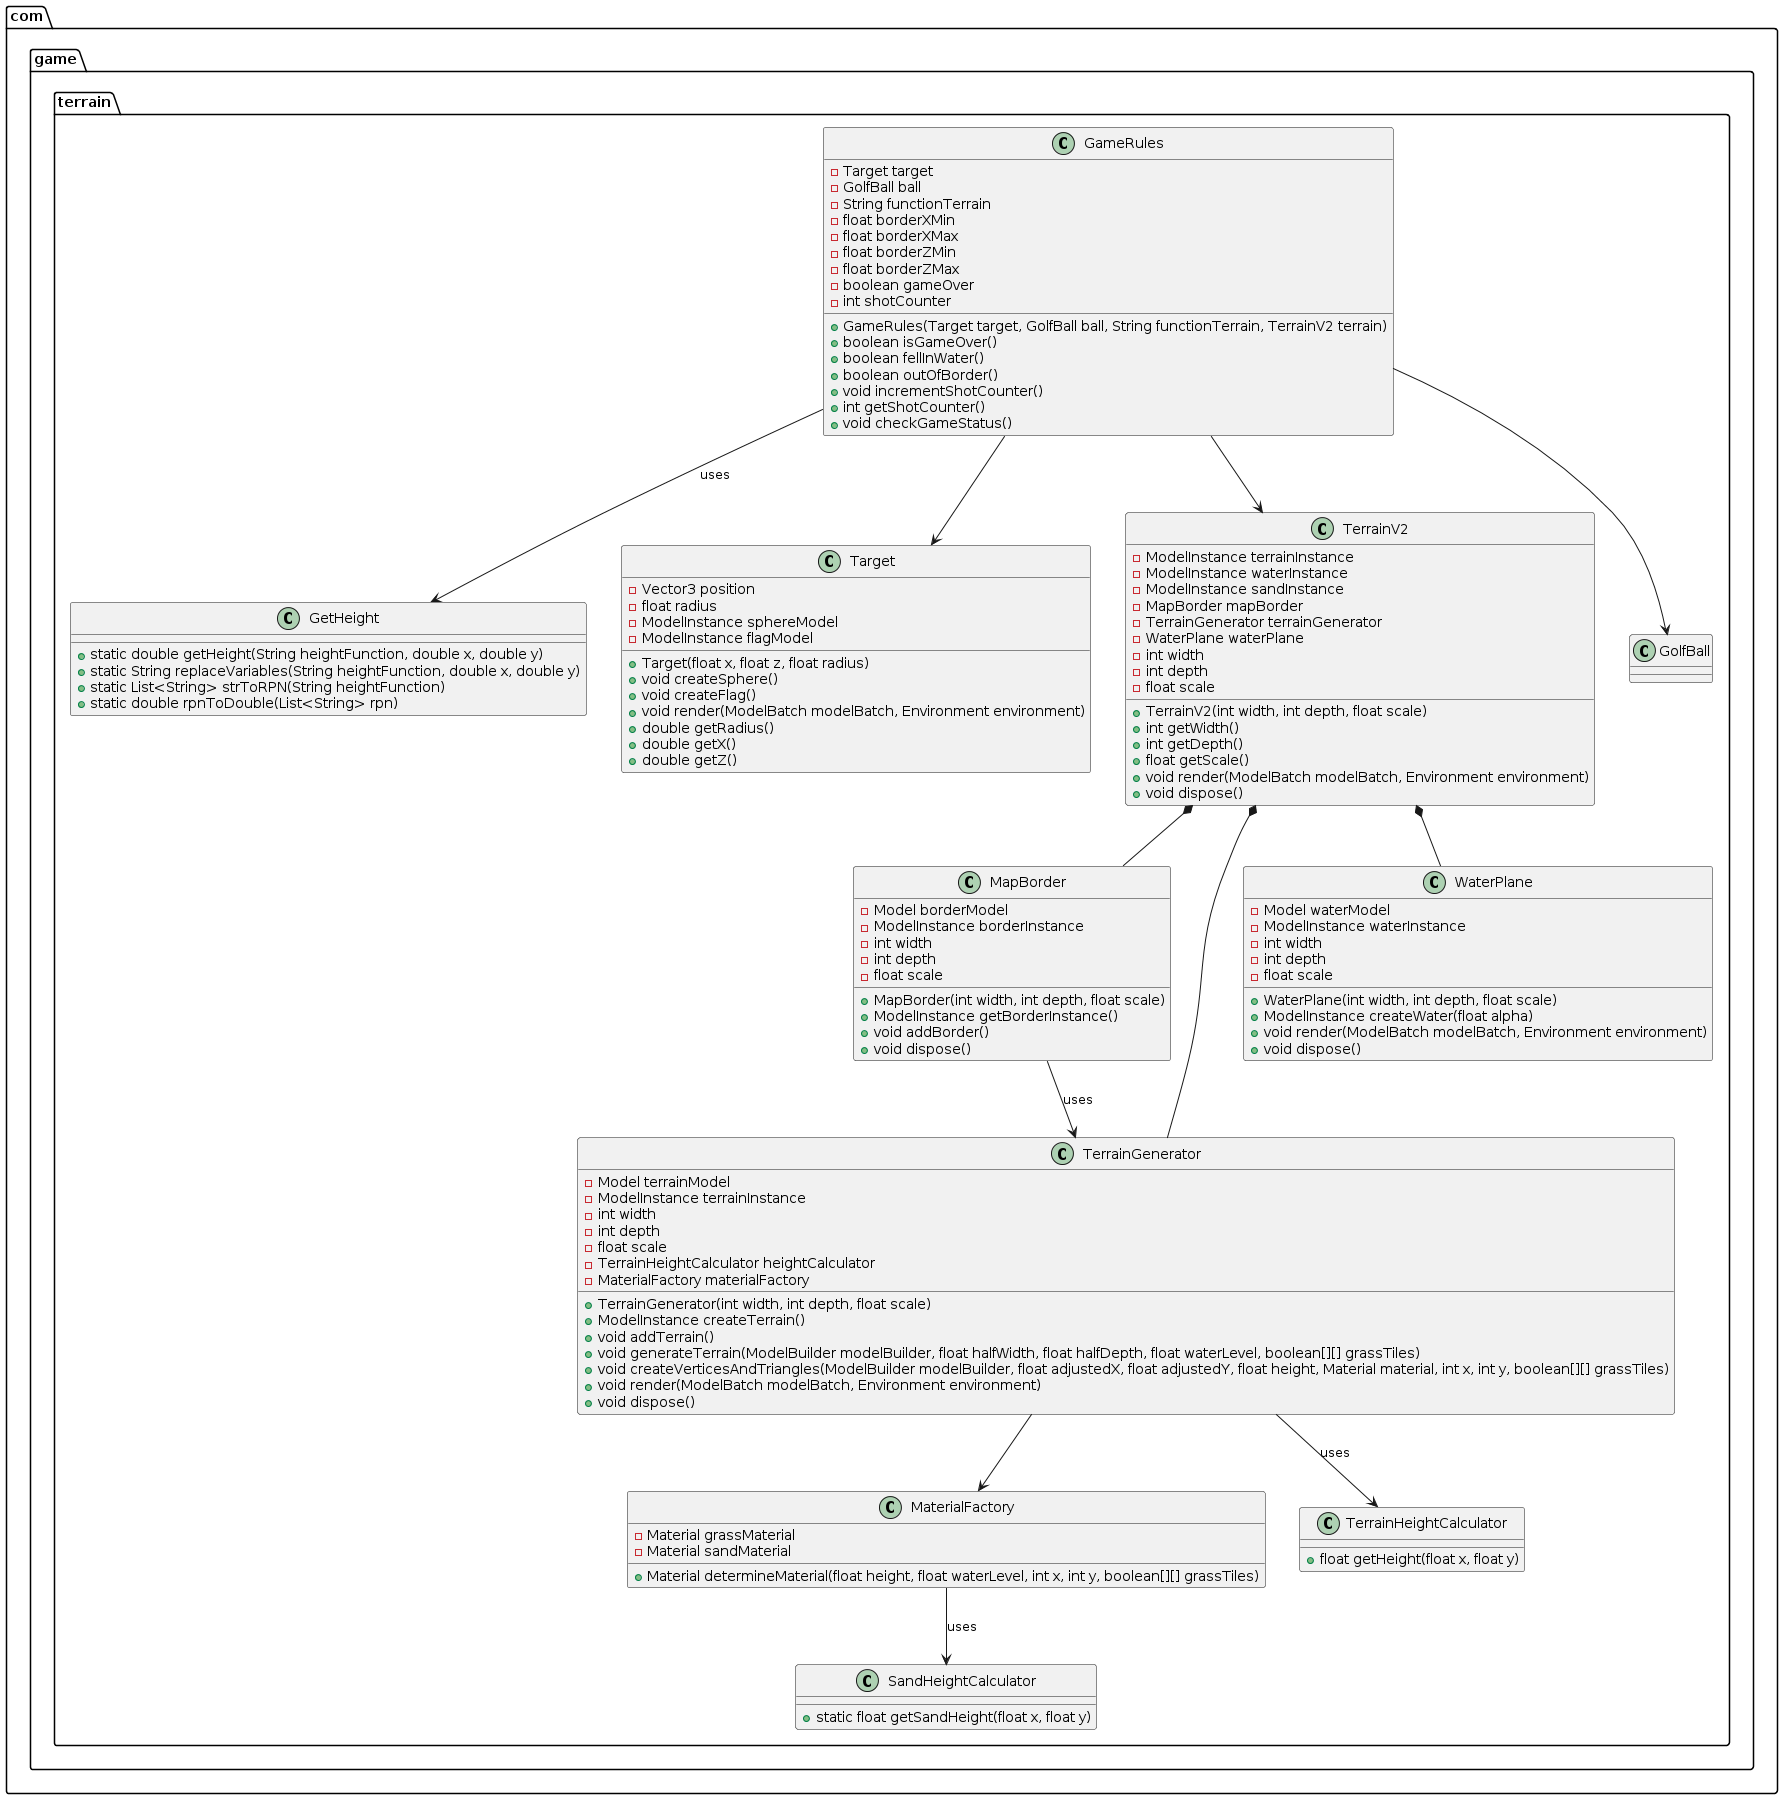 com
game
terrain
C GameRules
Target target
GolfBall ball
String functionTerrain
float borderXMin
float borderXMax
float borderZMin
float borderZMax
boolean gameOver
int shotCounter
GameRules(Target target, GolfBall ball, String functionTerrain, TerrainV2 terrain)
boolean isGameOver()
boolean fellInWater()
boolean outOfBorder()
void incrementShotCounter()
int getShotCounter()
void checkGameStatus()
uses
C GetHeight
static double getHeight(String heightFunction, double x, double y)
static String replaceVariables(String heightFunction, double x, double y)
static List<String> strToRPN(String heightFunction)
static double rpnToDouble(List<String> rpn)
C Target
Vector3 position
float radius
ModelInstance sphereModel
ModelInstance flagModel
Target(float x, float z, float radius)
void createSphere()
void createFlag()
void render(ModelBatch modelBatch, Environment environment)
double getRadius()
double getX()
double getZ()
C TerrainV2
ModelInstance terrainInstance
ModelInstance waterInstance
ModelInstance sandInstance
MapBorder mapBorder
TerrainGenerator terrainGenerator
WaterPlane waterPlane
int width
int depth
float scale
TerrainV2(int width, int depth, float scale)
int getWidth()
int getDepth()
float getScale()
void render(ModelBatch modelBatch, Environment environment)
void dispose()
C GolfBall
C MapBorder
Model borderModel
ModelInstance borderInstance
int width
int depth
float scale
MapBorder(int width, int depth, float scale)
ModelInstance getBorderInstance()
void addBorder()
void dispose()
C WaterPlane
Model waterModel
ModelInstance waterInstance
int width
int depth
float scale
WaterPlane(int width, int depth, float scale)
ModelInstance createWater(float alpha)
void render(ModelBatch modelBatch, Environment environment)
void dispose()
uses
C TerrainGenerator
Model terrainModel
ModelInstance terrainInstance
int width
int depth
float scale
TerrainHeightCalculator heightCalculator
MaterialFactory materialFactory
TerrainGenerator(int width, int depth, float scale)
ModelInstance createTerrain()
void addTerrain()
void generateTerrain(ModelBuilder modelBuilder, float halfWidth, float halfDepth, float waterLevel, boolean[][] grassTiles)
void createVerticesAndTriangles(ModelBuilder modelBuilder, float adjustedX, float adjustedY, float height, Material material, int x, int y, boolean[][] grassTiles)
void render(ModelBatch modelBatch, Environment environment)
void dispose()
uses
C MaterialFactory
Material grassMaterial
Material sandMaterial
Material determineMaterial(float height, float waterLevel, int x, int y, boolean[][] grassTiles)
C TerrainHeightCalculator
float getHeight(float x, float y)
uses
C SandHeightCalculator
static float getSandHeight(float x, float y)